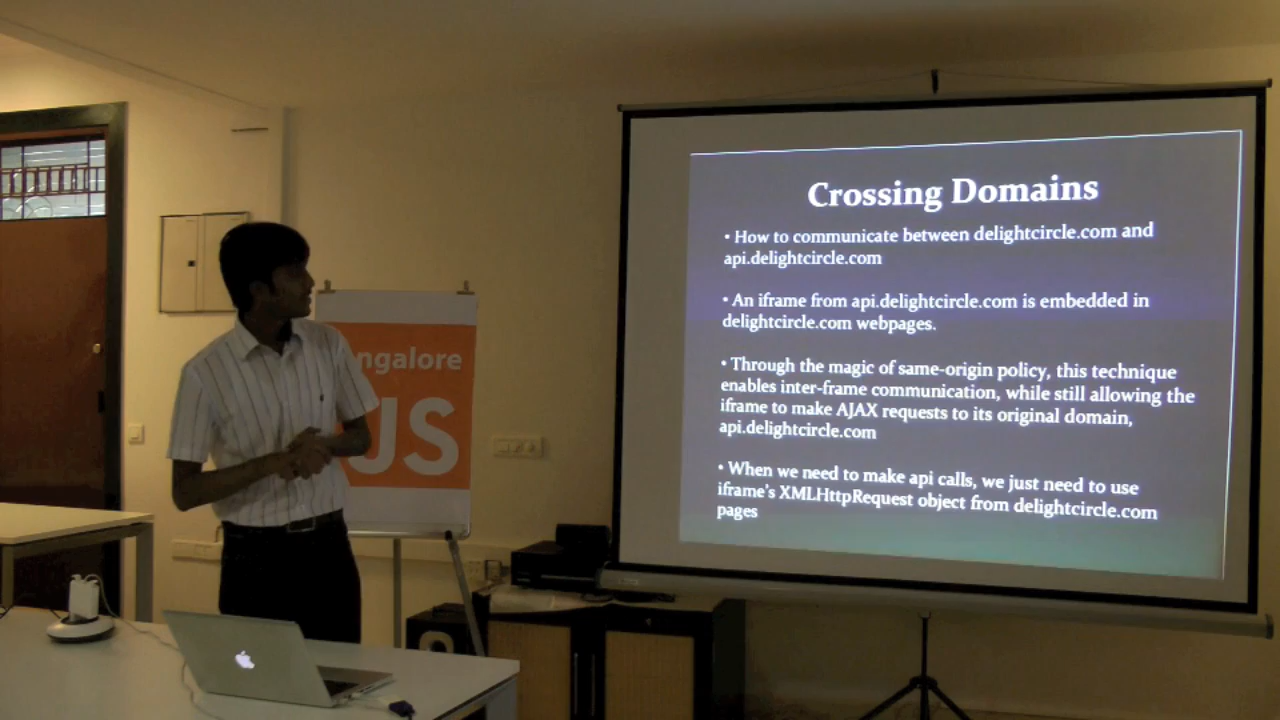 Crossing Domains
• How to communicate between delightcircle.com and
api.delightcircle.com
• An iframe from api.delightcircle.com is embedded in
delightcircle.com webpages.
• Through the magic of same-origin policy, this technique
enables inter-frame communication, while still allowing the
iframe to make AJAX requests to its original domain,
api.delightcircle.com
• When we need to make api calls, we just need to use
iframe's XMLHttpRequest object from delightcircle.com
pages
ngalore
JS